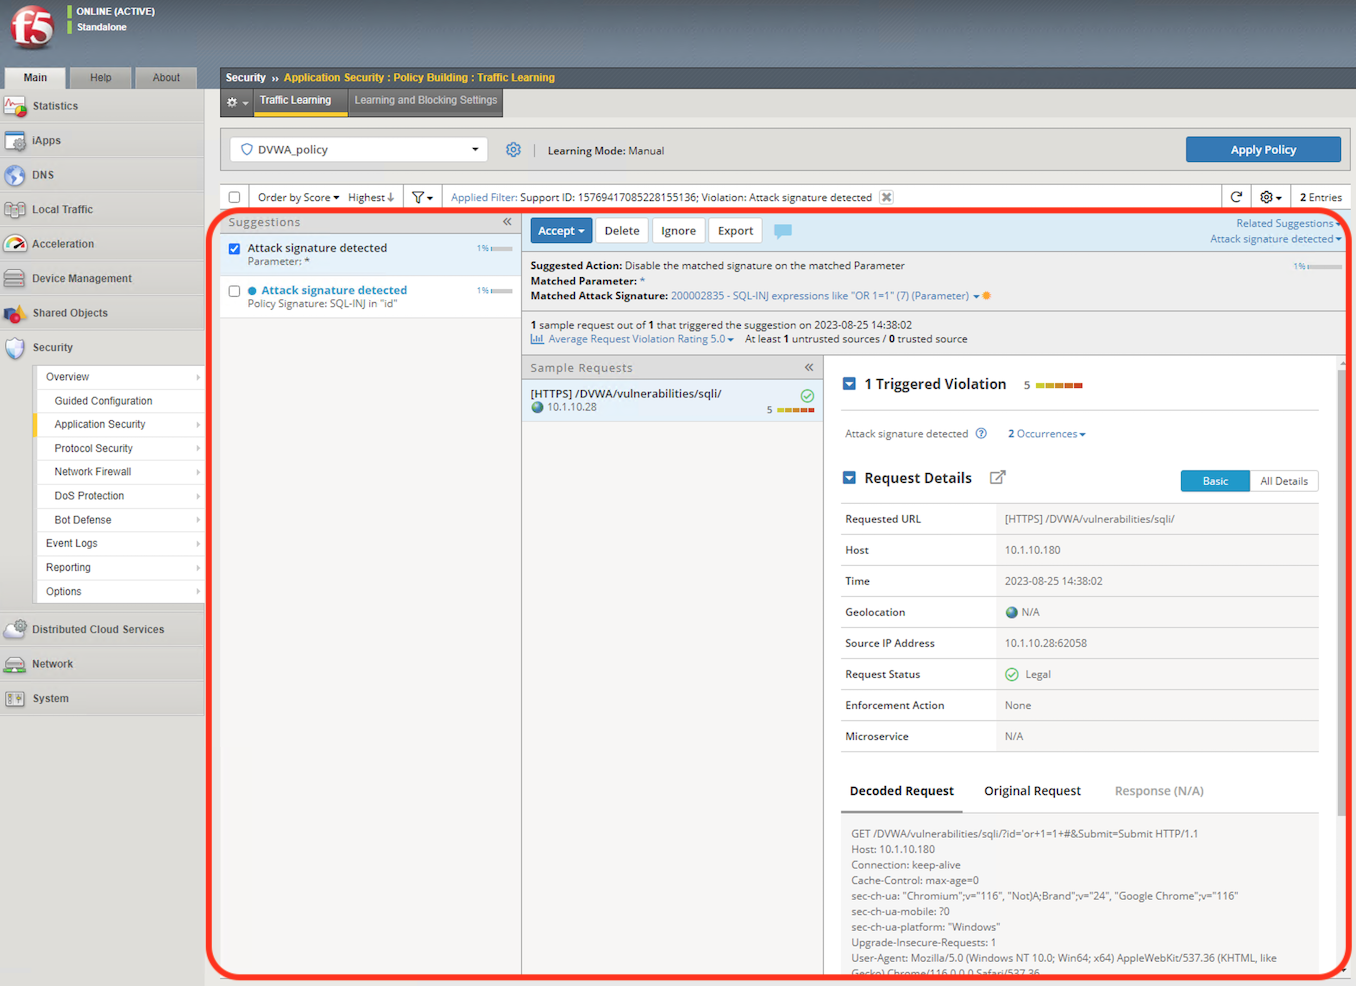 f5
ONLINE (ACTIVE)
Standalone
Main
Help
About
Statistics
iApps
DNS
Local Traffic
Acceleration
Device Management
Shared Objects
Security
Overview
Guided Configuration
Application Security
Protocol Security
Network Firewall
DoS Protection
Bot Defense
Event Logs
Reporting
Options
Distributed Cloud Services
Network
System
Security ›› Application Security : Policy Building : Traffic Learning
Traffic Learning
Learning and Blocking Settings
DVWA_policy
Learning Mode: Manual
Apply Policy
Order by Score Highest
Applied Filter: Support ID: 15769417085228155136; Violation: Attack signature detected
2 Entries
Suggestions
Attack signature detected 1%
Parameter: *
Attack signature detected 1%
Policy Signature: SQL-INJ in "id"
Accept
Delete
Ignore
Export
Related Suggestions
Attack signature detected
Suggested Action: Disable the matched signature on the matched Parameter
1%
Matched Parameter: *
Matched Attack Signature: 200002835 - SQL-INJ expressions like "OR 1=1" (7) (Parameter)
1 sample request out of 1 that triggered the suggestion on 2023-08-25 14:38:02
Average Request Violation Rating 5.0 At least 1 untrusted sources / 0 trusted source
Sample Requests
[HTTPS] /DVWA/vulnerabilities/sqli/
10.1.10.28 5
1 Triggered Violation 5
Attack signature detected 2 Occurrences
Request Details
Basic
All Details
Requested URL [HTTPS] /DVWA/vulnerabilities/sqli/
Host 10.1.10.180
Time 2023-08-25 14:38:02
Geolocation N/A
Source IP Address 10.1.10.28:62058
Request Status Legal
Enforcement Action None
Microservice N/A
Decoded Request
Original Request
Response (N/A)
GET /DVWA/vulnerabilities/sqli/?id='or+1=1+#&Submit=Submit HTTP/1.1
Host: 10.1.10.180
Connection: keep-alive
Cache-Control: max-age=0
sec-ch-ua: "Chromium";v="116", "Not)A;Brand";v="24", "Google Chrome";v="116"
sec-ch-ua-mobile: ?0
sec-ch-ua-platform: "Windows"
Upgrade-Insecure-Requests: 1
User-Agent: Mozilla/5.0 (Windows NT 10.0; Win64; x64) AppleWebKit/537.36 (KHTML, like
Gecko) Chrome/116.0.0.0 Safari/537.36